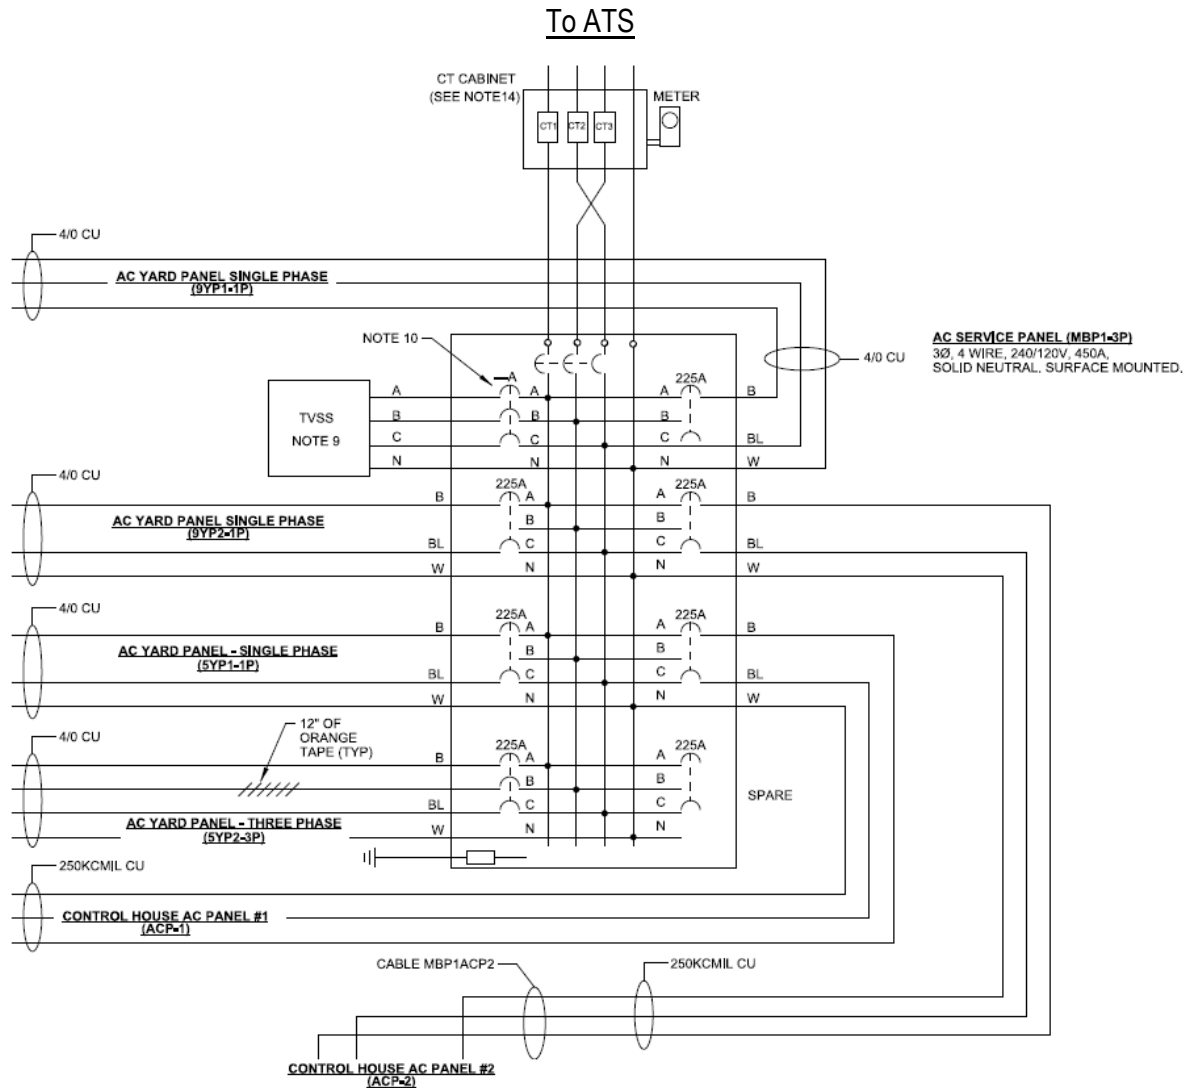 To ATS
CT CABINET
(SEE NOTE14)
METER
CT1 CT2 CT3
4/0 CU
AC YARD PANEL SINGLE PHASE
(9YP1-1P)
NOTE 10
AC SERVICE PANEL (MBP1-3P)
3Ø, 4 WIRE, 240/120V, 450A,
SOLID NEUTRAL, SURFACE MOUNTED.
4/0 CU
—A 225A
A A A B
TVSS
NOTE 9
B B B
C C C BL
N N N W
4/0 CU
225A 225A
B A A B
AC YARD PANEL SINGLE PHASE
(9YP2-1P)
B B
BL C C BL
W N N W
4/0 CU
225A 225A
B A A B
AC YARD PANEL - SINGLE PHASE
(5YP1-1P)
B B
BL C C BL
W N N W
4/0 CU
12" OF
ORANGE
TAPE (TYP)
225A 225A
B A A
B B
SPARE
BL C C
AC YARD PANEL - THREE PHASE
(5YP2-3P)
W N N
250KCMIL CU
CONTROL HOUSE AC PANEL #1
(ACP-1)
CABLE MBP1ACP2
250KCMIL CU
CONTROL HOUSE AC PANEL #2
(ACP-2)